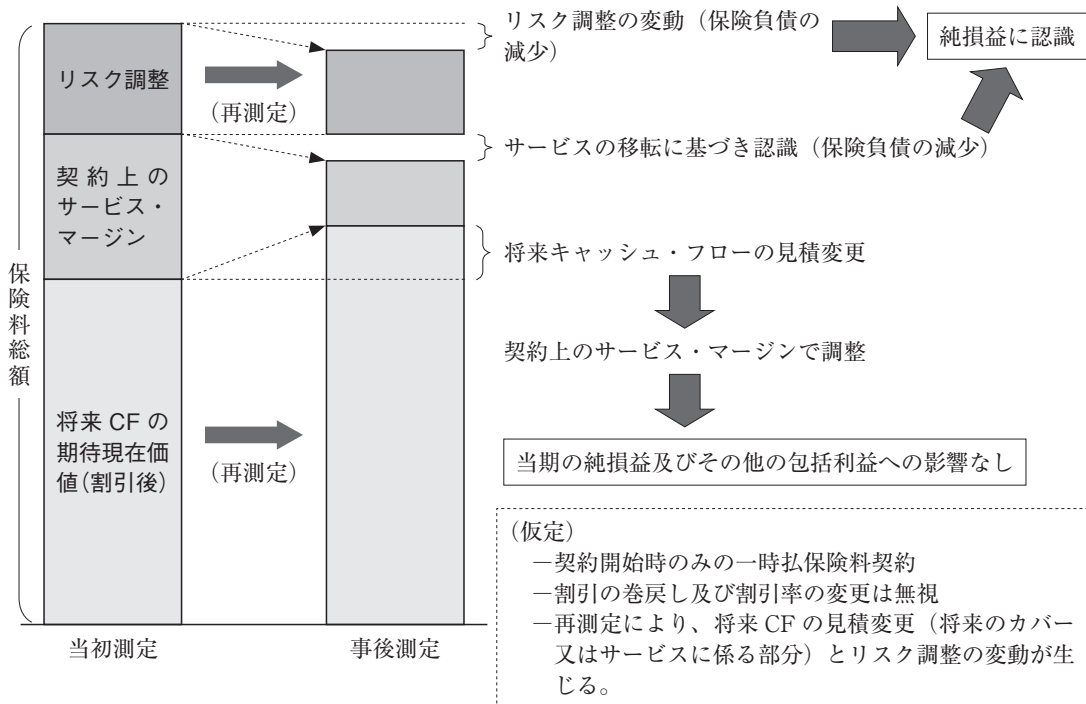 保険料総額
リスク調整
契約上の
サービス・
マージン
将来 CF の
期待現在価
値(割引後)
当初測定
(再測定)
(再測定)
事後測定
リスク調整の変動(保険負債の
減少)
純損益に認識
サービスの移転に基づき認識(保険負債の減少)
将来キャッシュ・フローの見積変更
契約上のサービス・マージンで調整
当期の純損益及びその他の包括利益への影響なし
(仮定)
―契約開始時のみの一時払保険料契約
―割引の巻戻し及び割引率の変更は無視
―再測定により、将来 CF の見積変更(将来のカバー
又はサービスに係る部分)とリスク調整の変動が生
じる。